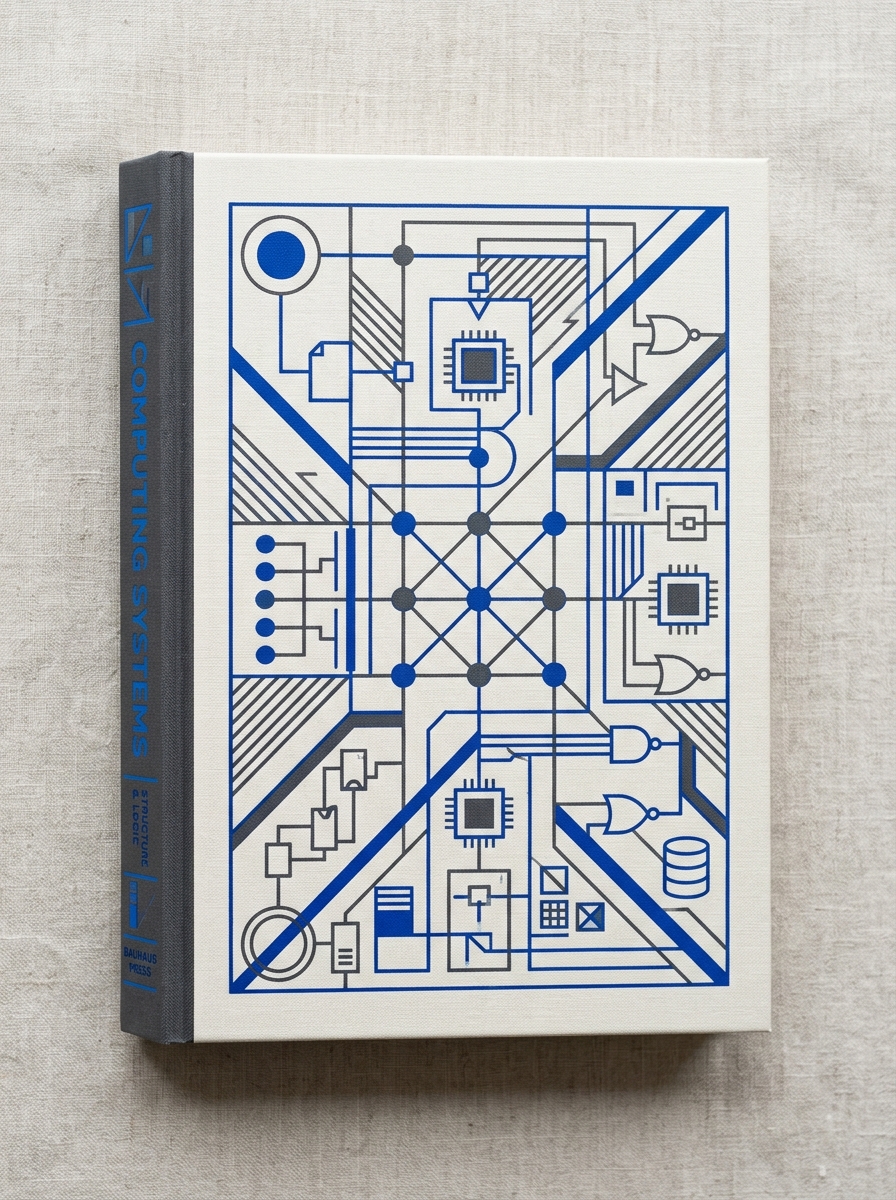 COMPUTING SYSTEMS
STRUCTURE
& LOGIC
BAUHAUS
PRESS